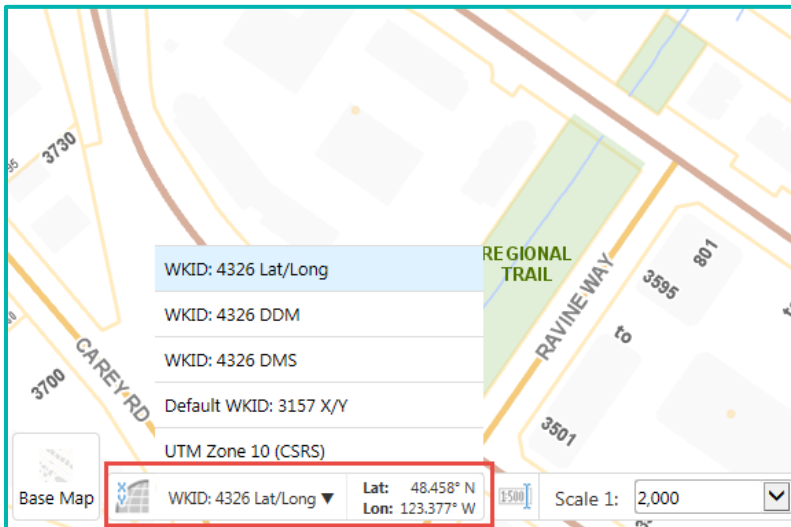 3730
REGIONAL
TRAIL
801
3595
to
3501
RAVINE WAY
CAREY RD
3700
WKID: 4326 Lat/Long
WKID: 4326 DDM
WKID: 4326 DMS
Default WKID: 3157 X/Y
UTM Zone 10 (CSRS)
Base Map
X
Y
WKID: 4326 Lat/Long ▼
Lat: 48.458° N
Lon: 123.377° W
1:500
Scale 1: 2,000